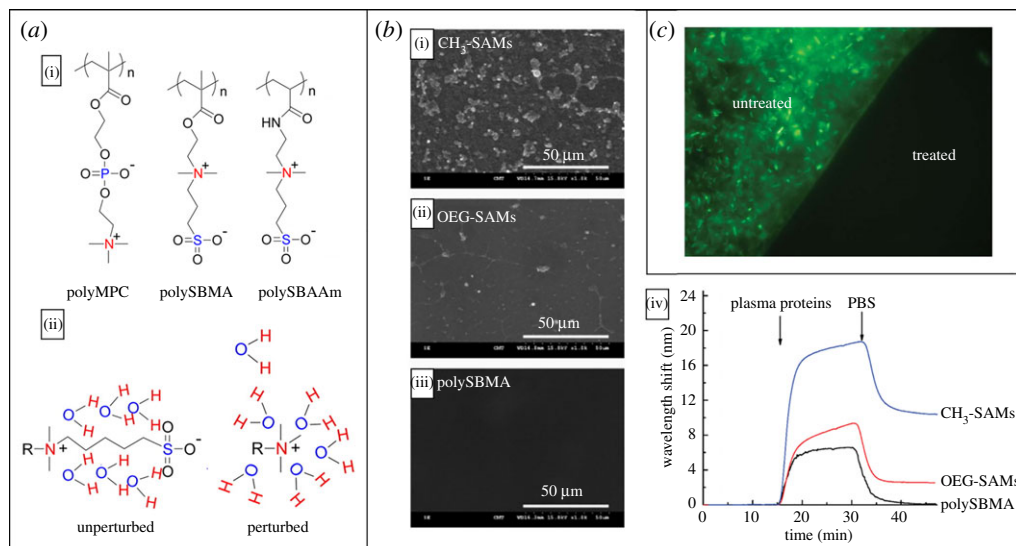 (a)
(i)
n
n
n
O
O
O
O
HN
O
O
O
P
O
O
N
N
N
O
S
O
O
O
S
O
O
polyMPC
polySBMA
polySBAAm
(ii)
R
N
+
S
O
O
O
R
N
+
unperturbed
perturbed
(b)
(i)
CH3-SAMs
50 µm
(ii)
OEG-SAMs
50 µm
(iii)
polySBMA
50 µm
(c)
untreated
treated
(iv)
plasma proteins
PBS
24
20
16
12
8
4
0
wavelength shift (nm)
CH3-SAMs
OEG-SAMs
polySBMA
0
10
20
30
40
time (min)